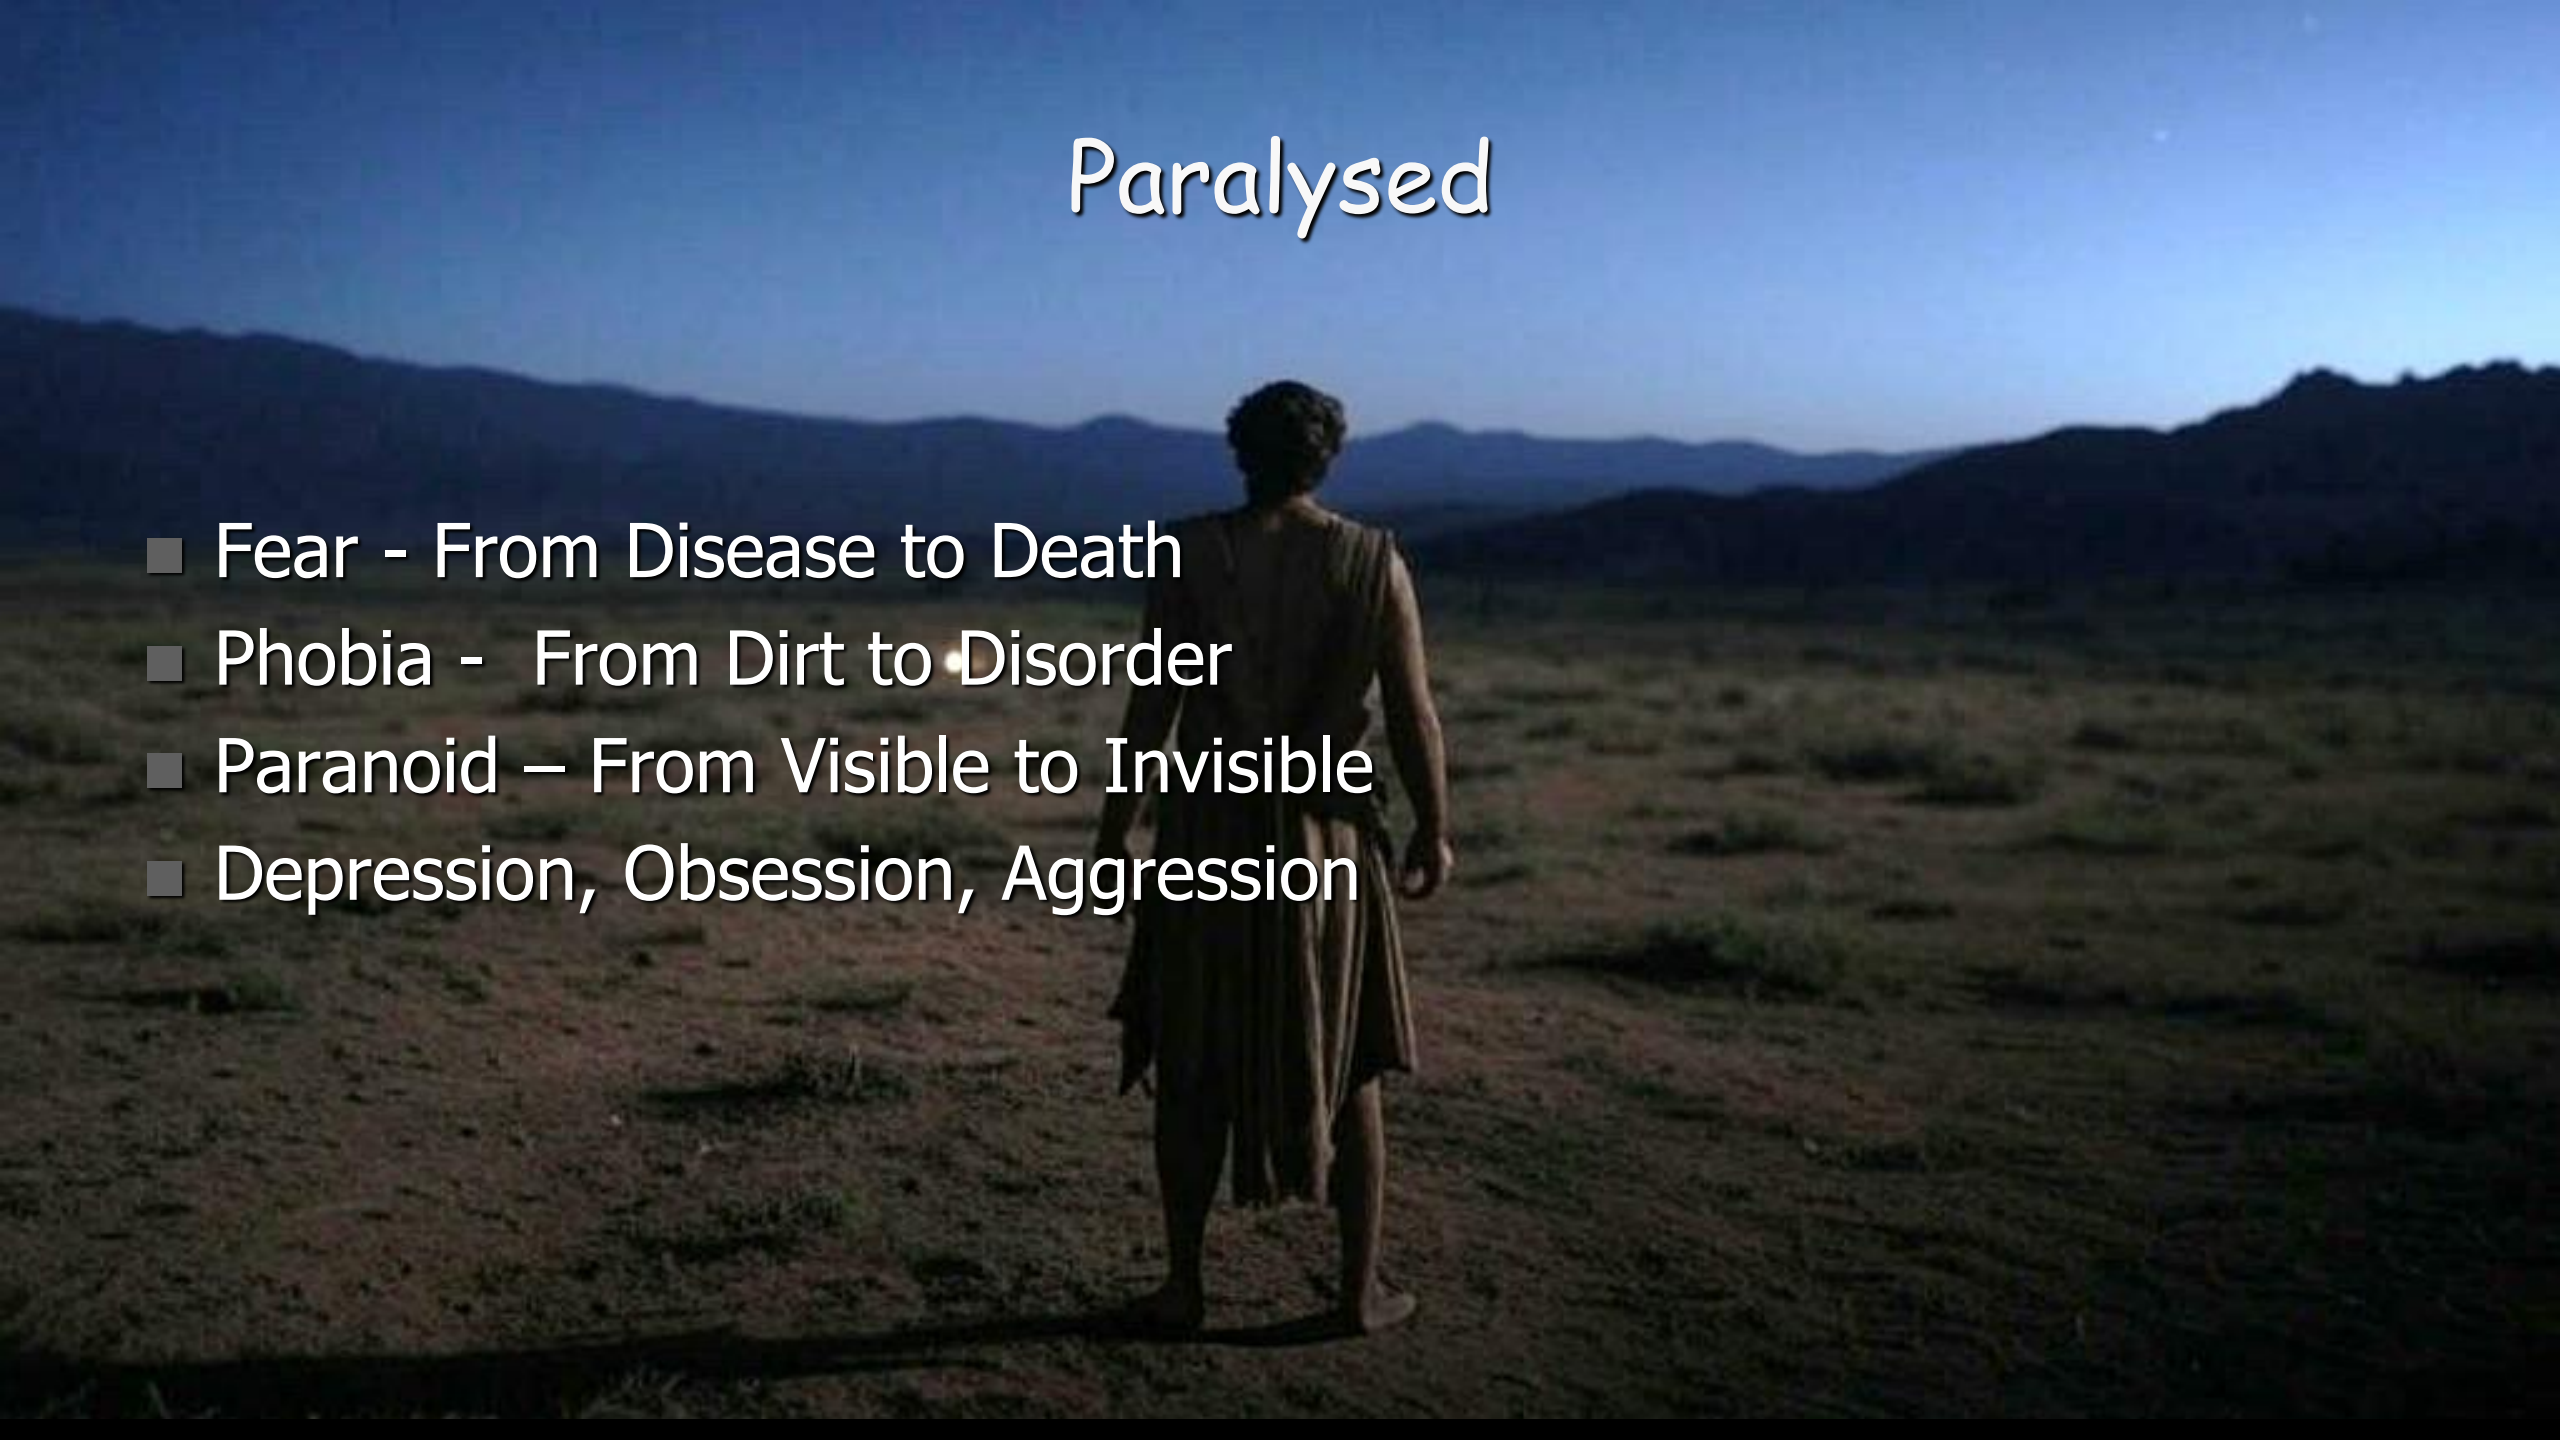 Paralysed
Fear - From Disease to Death
Phobia -  From Dirt to Disorder
Paranoid – From Visible to Invisible
Depression, Obsession, Aggression